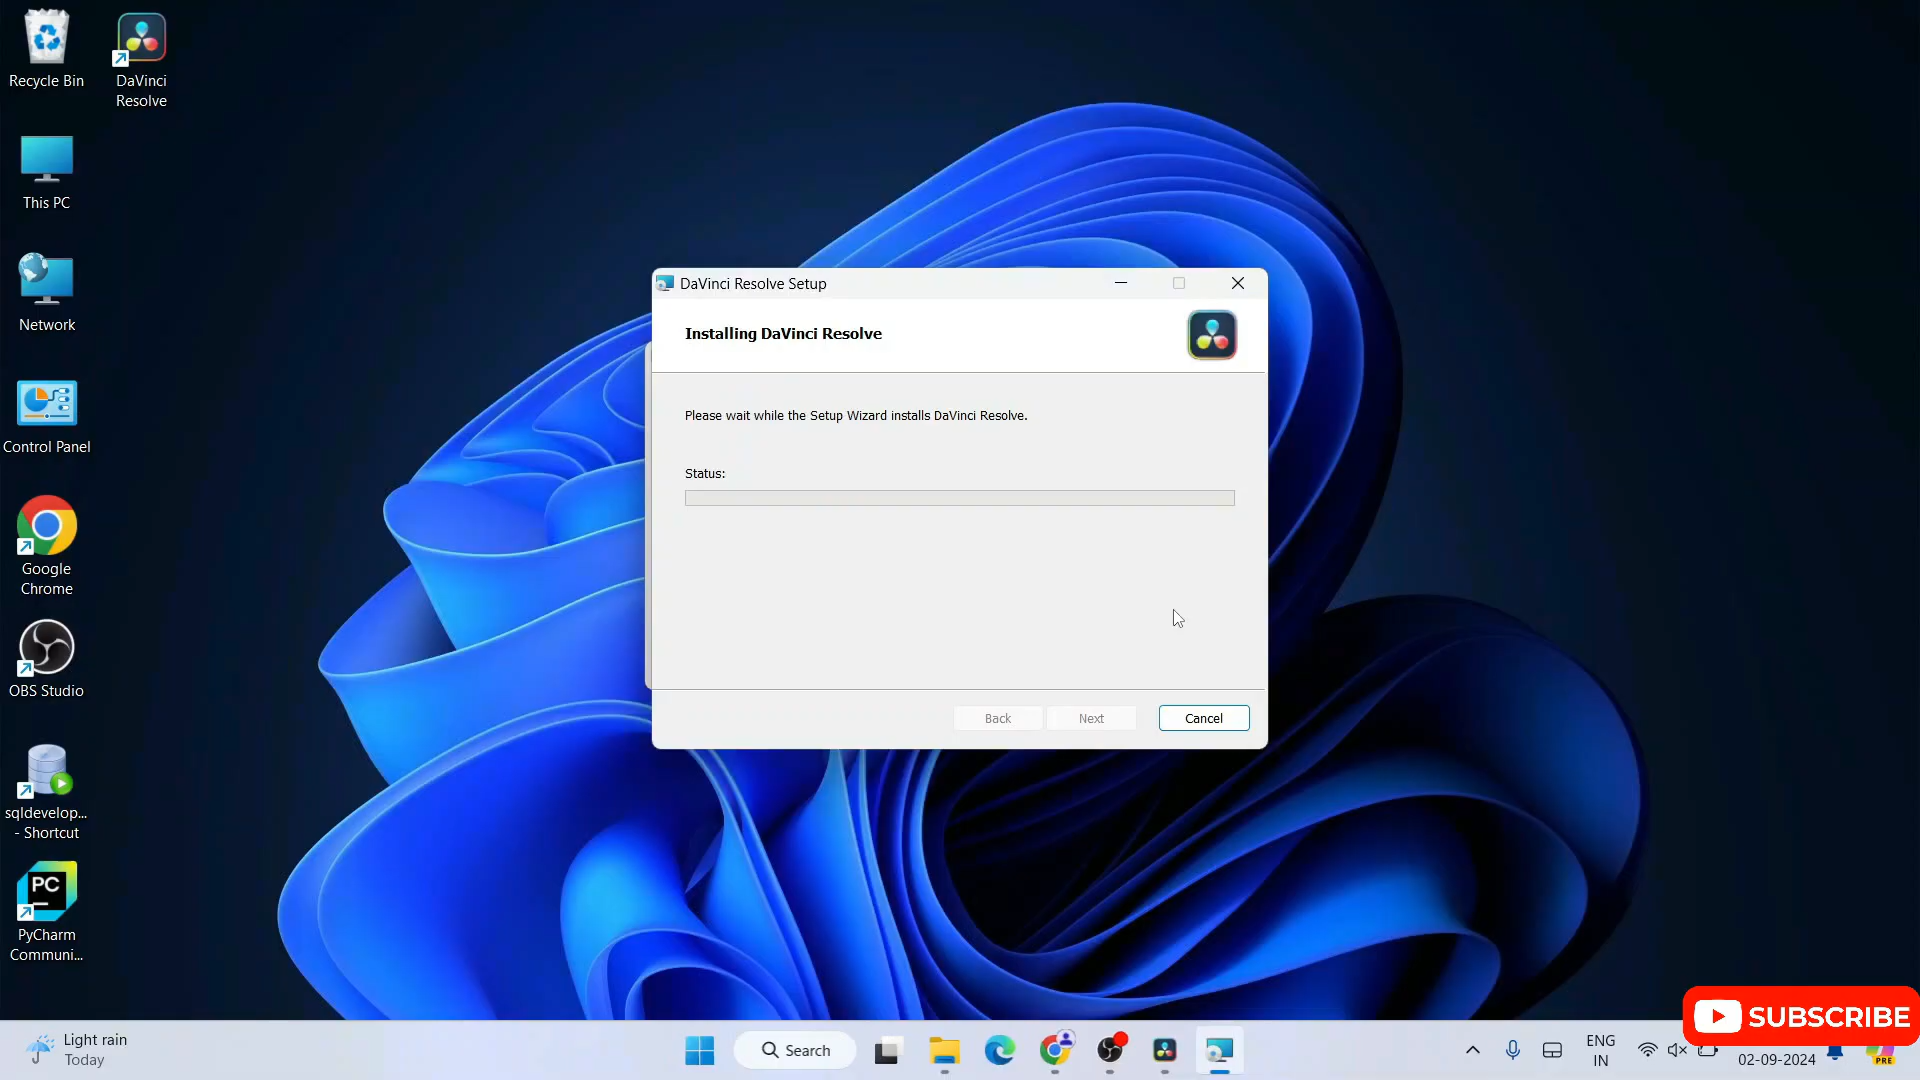 Recycle Bin
DaVinci
Resolve
This PC
Network
Control Panel
Google
Chrome
OBS Studio
sqldevelop...
- Shortcut
PC
PyCharm
Communi...
DaVinci Resolve Setup
Installing DaVinci Resolve
Please wait while the Setup Wizard installs DaVinci Resolve.
Status:
Back
Next
Cancel
SUBSCRIBE
Light rain
Today
Search
ENG
IN
02-09-2024
PRE